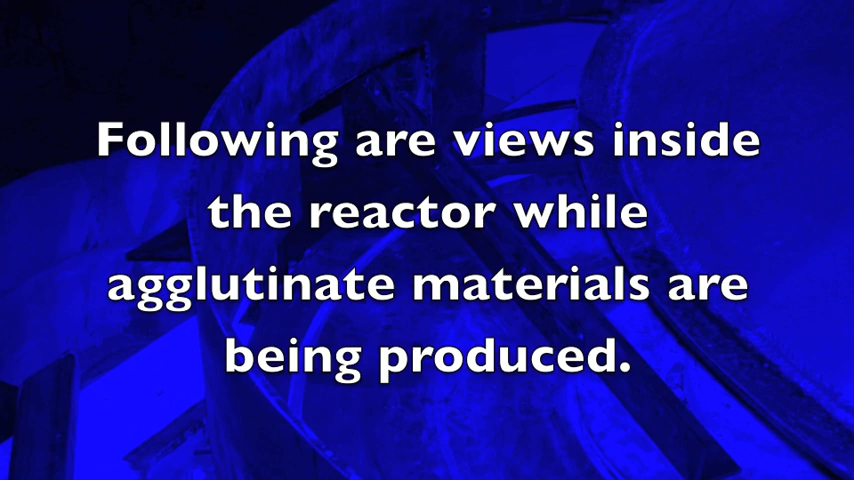 Following are views inside
the reactor while
agglutinate materials are
being produced.